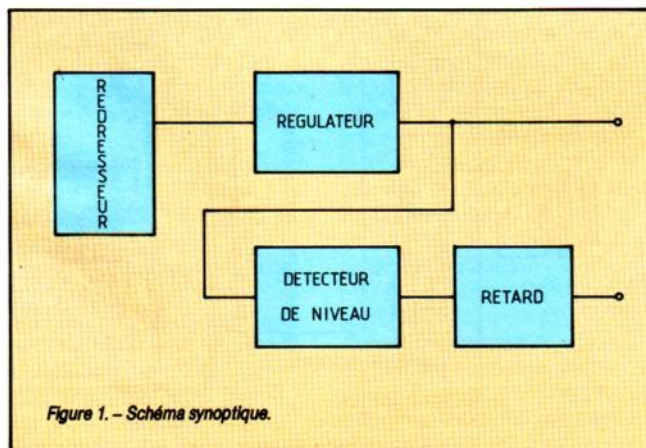 REDRESSEUR
REGULATEUR
DETECTEUR
DE NIVEAU
RETARD
Figure 1. – Schéma synoptique.